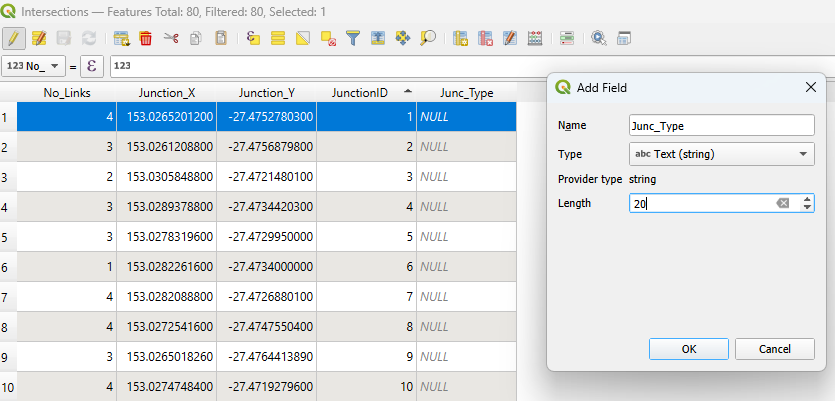 Intersections — Features Total: 80, Filtered: 80, Selected: 1
123 No_ = ε 123
No_Links Junction_X Junction_Y JunctionID Junc_Type
1 4 153.0265201200 -27.4752780300 1 NULL
2 3 153.0261208800 -27.4756879800 2 NULL
3 2 153.0305848800 -27.4721480100 3 NULL
4 3 153.0289378800 -27.4734420300 4 NULL
5 3 153.0278319600 -27.4729950000 5 NULL
6 1 153.0282261600 -27.4734000000 6 NULL
7 4 153.0282088800 -27.4726880100 7 NULL
8 4 153.0272541600 -27.4747550400 8 NULL
9 3 153.0265018260 -27.4764413890 9 NULL
10 4 153.0274748400 -27.4719279600 10 NULL
Add Field
Name Junc_Type
Type abc Text (string)
Provider type string
Length 20
OK Cancel